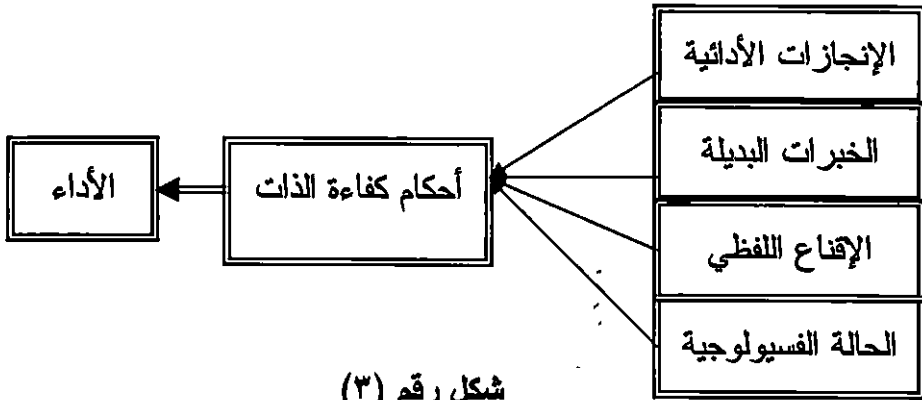 الإنجازات الأدائية
الخبرات البديلة
الإقناع اللفظي
الحالة الفسيولوجية
أحكام كفاءة الذات
الأداء
شكل رقم (٣)